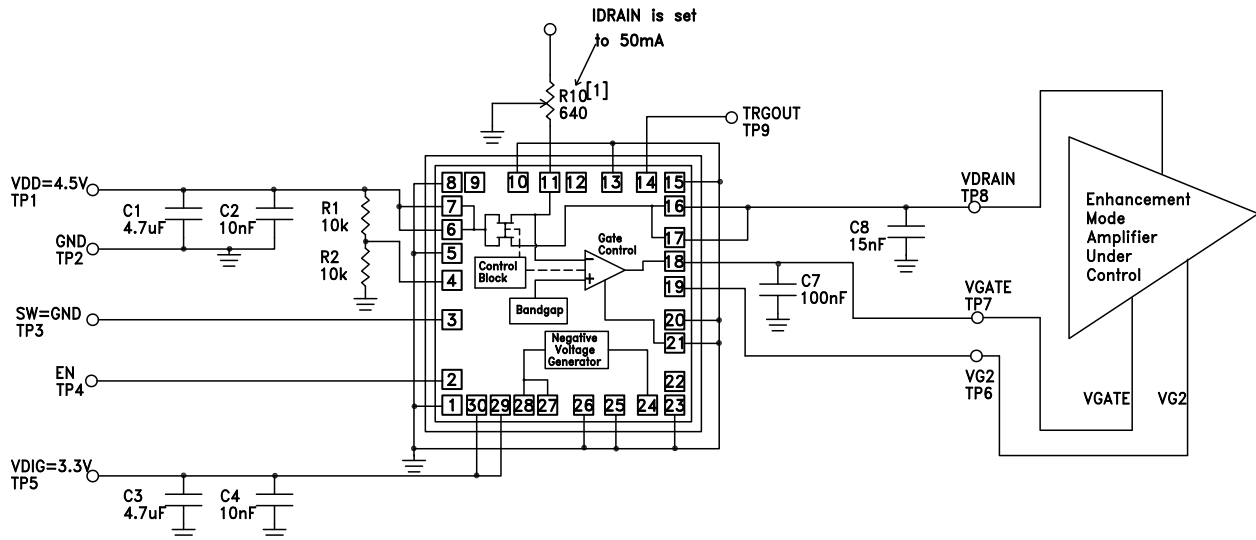 IDRAIN is set
to 50mA
R10[1]
640
TRGOUT
TP9
VDD=4.5V
TP1
C1
4.7uF
C2
10nF
R1
10k
GND
TP2
R2
10k
SW=GND
TP3
EN
TP4
VDIG=3.3V
TP5
C3
4.7uF
C4
10nF
8
9
10
11
12
13
14
15
7
6
5
4
3
2
1
16
17
18
19
20
21
22
30
29
28
27
26
25
24
23
Gate
Control
Control
Block
-
+
Bandgap
Negative
Voltage
Generator
VDRAIN
TP8
C8
15nF
C7
100nF
VGATE
TP7
VG2
TP6
Enhancement
Mode
Amplifier
Under
Control
VGATE
VG2